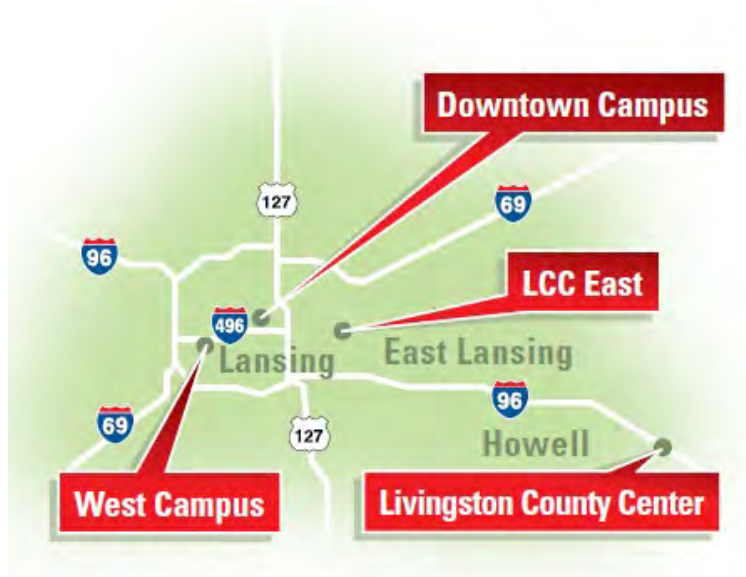 Downtown Campus
127
69
96
LCC East
496
Lansing
East Lansing
96
69
127
Howell
West Campus
Livingston County Center